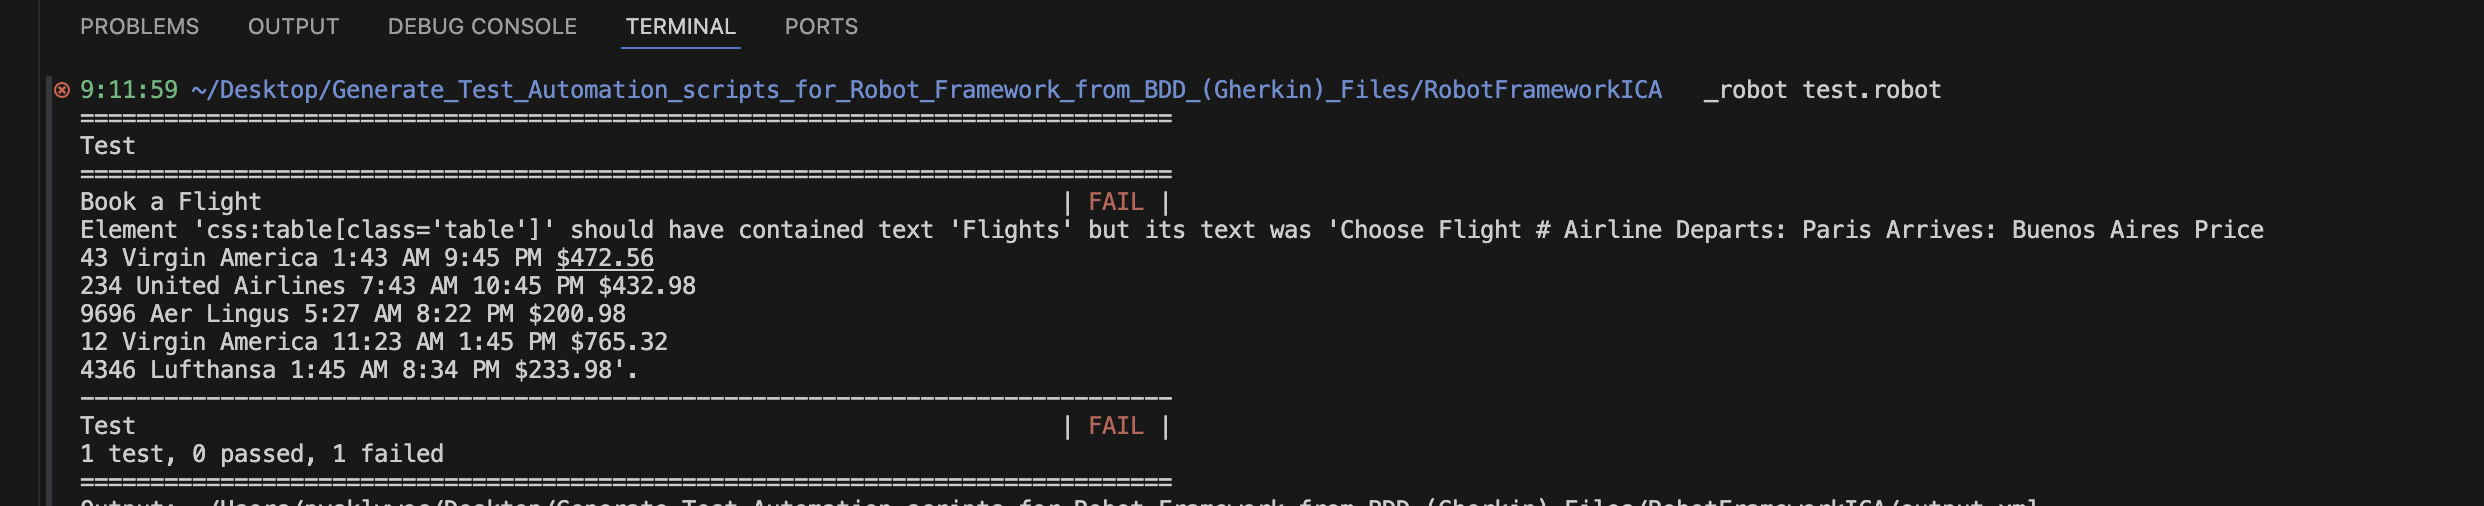 PROBLEMS OUTPUT DEBUG CONSOLE TERMINAL PORTS
9:11:59 ~/Desktop/Generate_Test_Automation_scripts_for_Robot_Framework_from_BDD_(Gherkin)_Files/RobotFrameworkICA _robot test.robot
==============================================================================
Test
==============================================================================
Book a Flight | FAIL |
Element 'css:table[class='table']' should have contained text 'Flights' but its text was 'Choose Flight # Airline Departs: Paris Arrives: Buenos Aires Price
43 Virgin America 1:43 AM 9:45 PM $472.56
234 United Airlines 7:43 AM 10:45 PM $432.98
9696 Aer Lingus 5:27 AM 8:22 PM $200.98
12 Virgin America 11:23 AM 1:45 PM $765.32
4346 Lufthansa 1:45 AM 8:34 PM $233.98'.
------------------------------------------------------------------------------
Test | FAIL |
1 test, 0 passed, 1 failed
==============================================================================
Output: